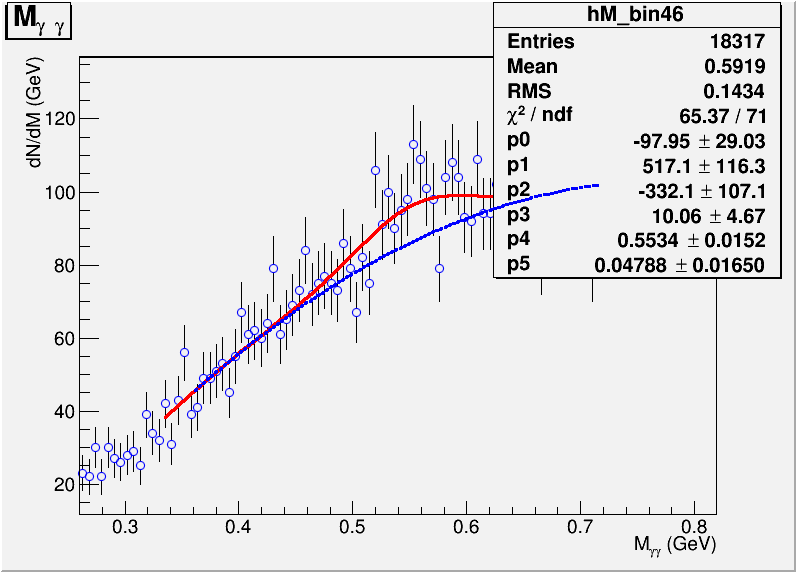 M γ γ
hM_bin46
Entries 18317
Mean 0.5919
RMS 0.1434
χ² / ndf 65.37 / 71
p0 -97.95 ± 29.03
p1 517.1 ± 116.3
p2 -332.1 ± 107.1
p3 10.06 ± 4.67
p4 0.5534 ± 0.0152
p5 0.04788 ± 0.01650
dN/dM (GeV)
120
100
80
60
40
20
0.3 0.4 0.5 0.6 0.7 0.8
Mγγ (GeV)